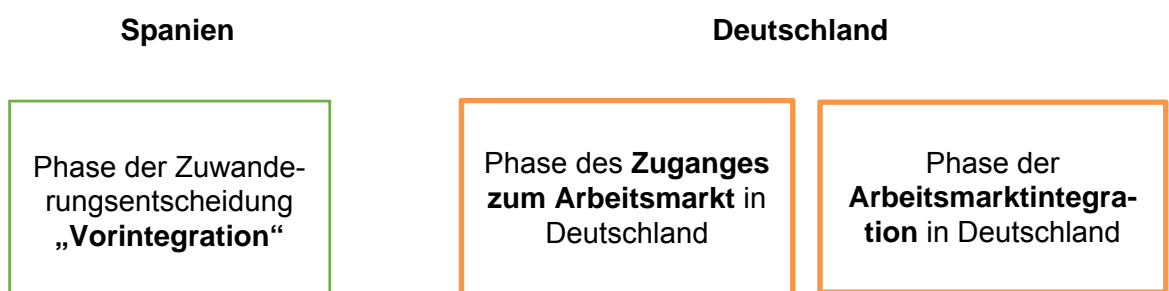 Spanien
Deutschland
Phase der Zuwande-
rungsentscheidung
„Vorintegration“
Phase des Zuganges
zum Arbeitsmarkt in
Deutschland
Phase der
Arbeitsmarktintegra-
tion in Deutschland